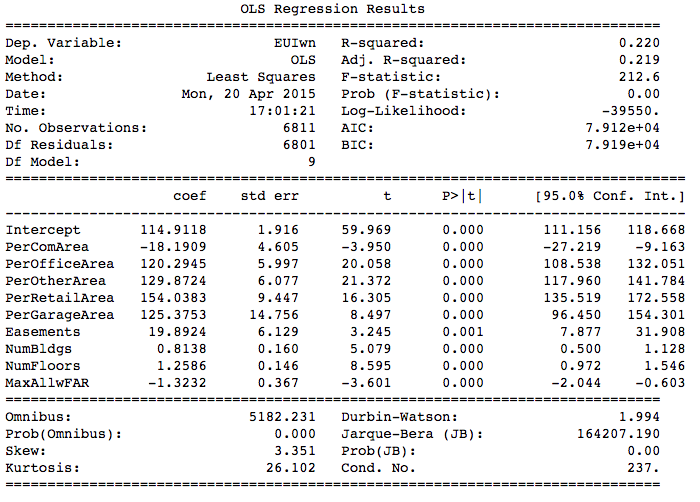 OLS Regression Results
==============================================================================
Dep. Variable: EUIwn R-squared: 0.220
Model: OLS Adj. R-squared: 0.219
Method: Least Squares F-statistic: 212.6
Date: Mon, 20 Apr 2015 Prob (F-statistic): 0.00
Time: 17:01:21 Log-Likelihood: -39550.
No. Observations: 6811 AIC: 7.912e+04
Df Residuals: 6801 BIC: 7.919e+04
Df Model: 9
=================================================================================
coef std err t P>|t| [95.0% Conf. Int.]
---------------------------------------------------------------------------------
Intercept 114.9118 1.916 59.969 0.000 111.156 118.668
PerComArea -18.1909 4.605 -3.950 0.000 -27.219 -9.163
PerOfficeArea 120.2945 5.997 20.058 0.000 108.538 132.051
PerOtherArea 129.8724 6.077 21.372 0.000 117.960 141.784
PerRetailArea 154.0383 9.447 16.305 0.000 135.519 172.558
PerGarageArea 125.3753 14.756 8.497 0.000 96.450 154.301
Easements 19.8924 6.129 3.245 0.001 7.877 31.908
NumBldgs 0.8138 0.160 5.079 0.000 0.500 1.128
NumFloors 1.2586 0.146 8.595 0.000 0.972 1.546
MaxAllwFAR -1.3232 0.367 -3.601 0.000 -2.044 -0.603
==============================================================================
Omnibus: 5182.231 Durbin-Watson: 1.994
Prob(Omnibus): 0.000 Jarque-Bera (JB): 164207.190
Skew: 3.351 Prob(JB): 0.00
Kurtosis: 26.102 Cond. No. 237.
==============================================================================